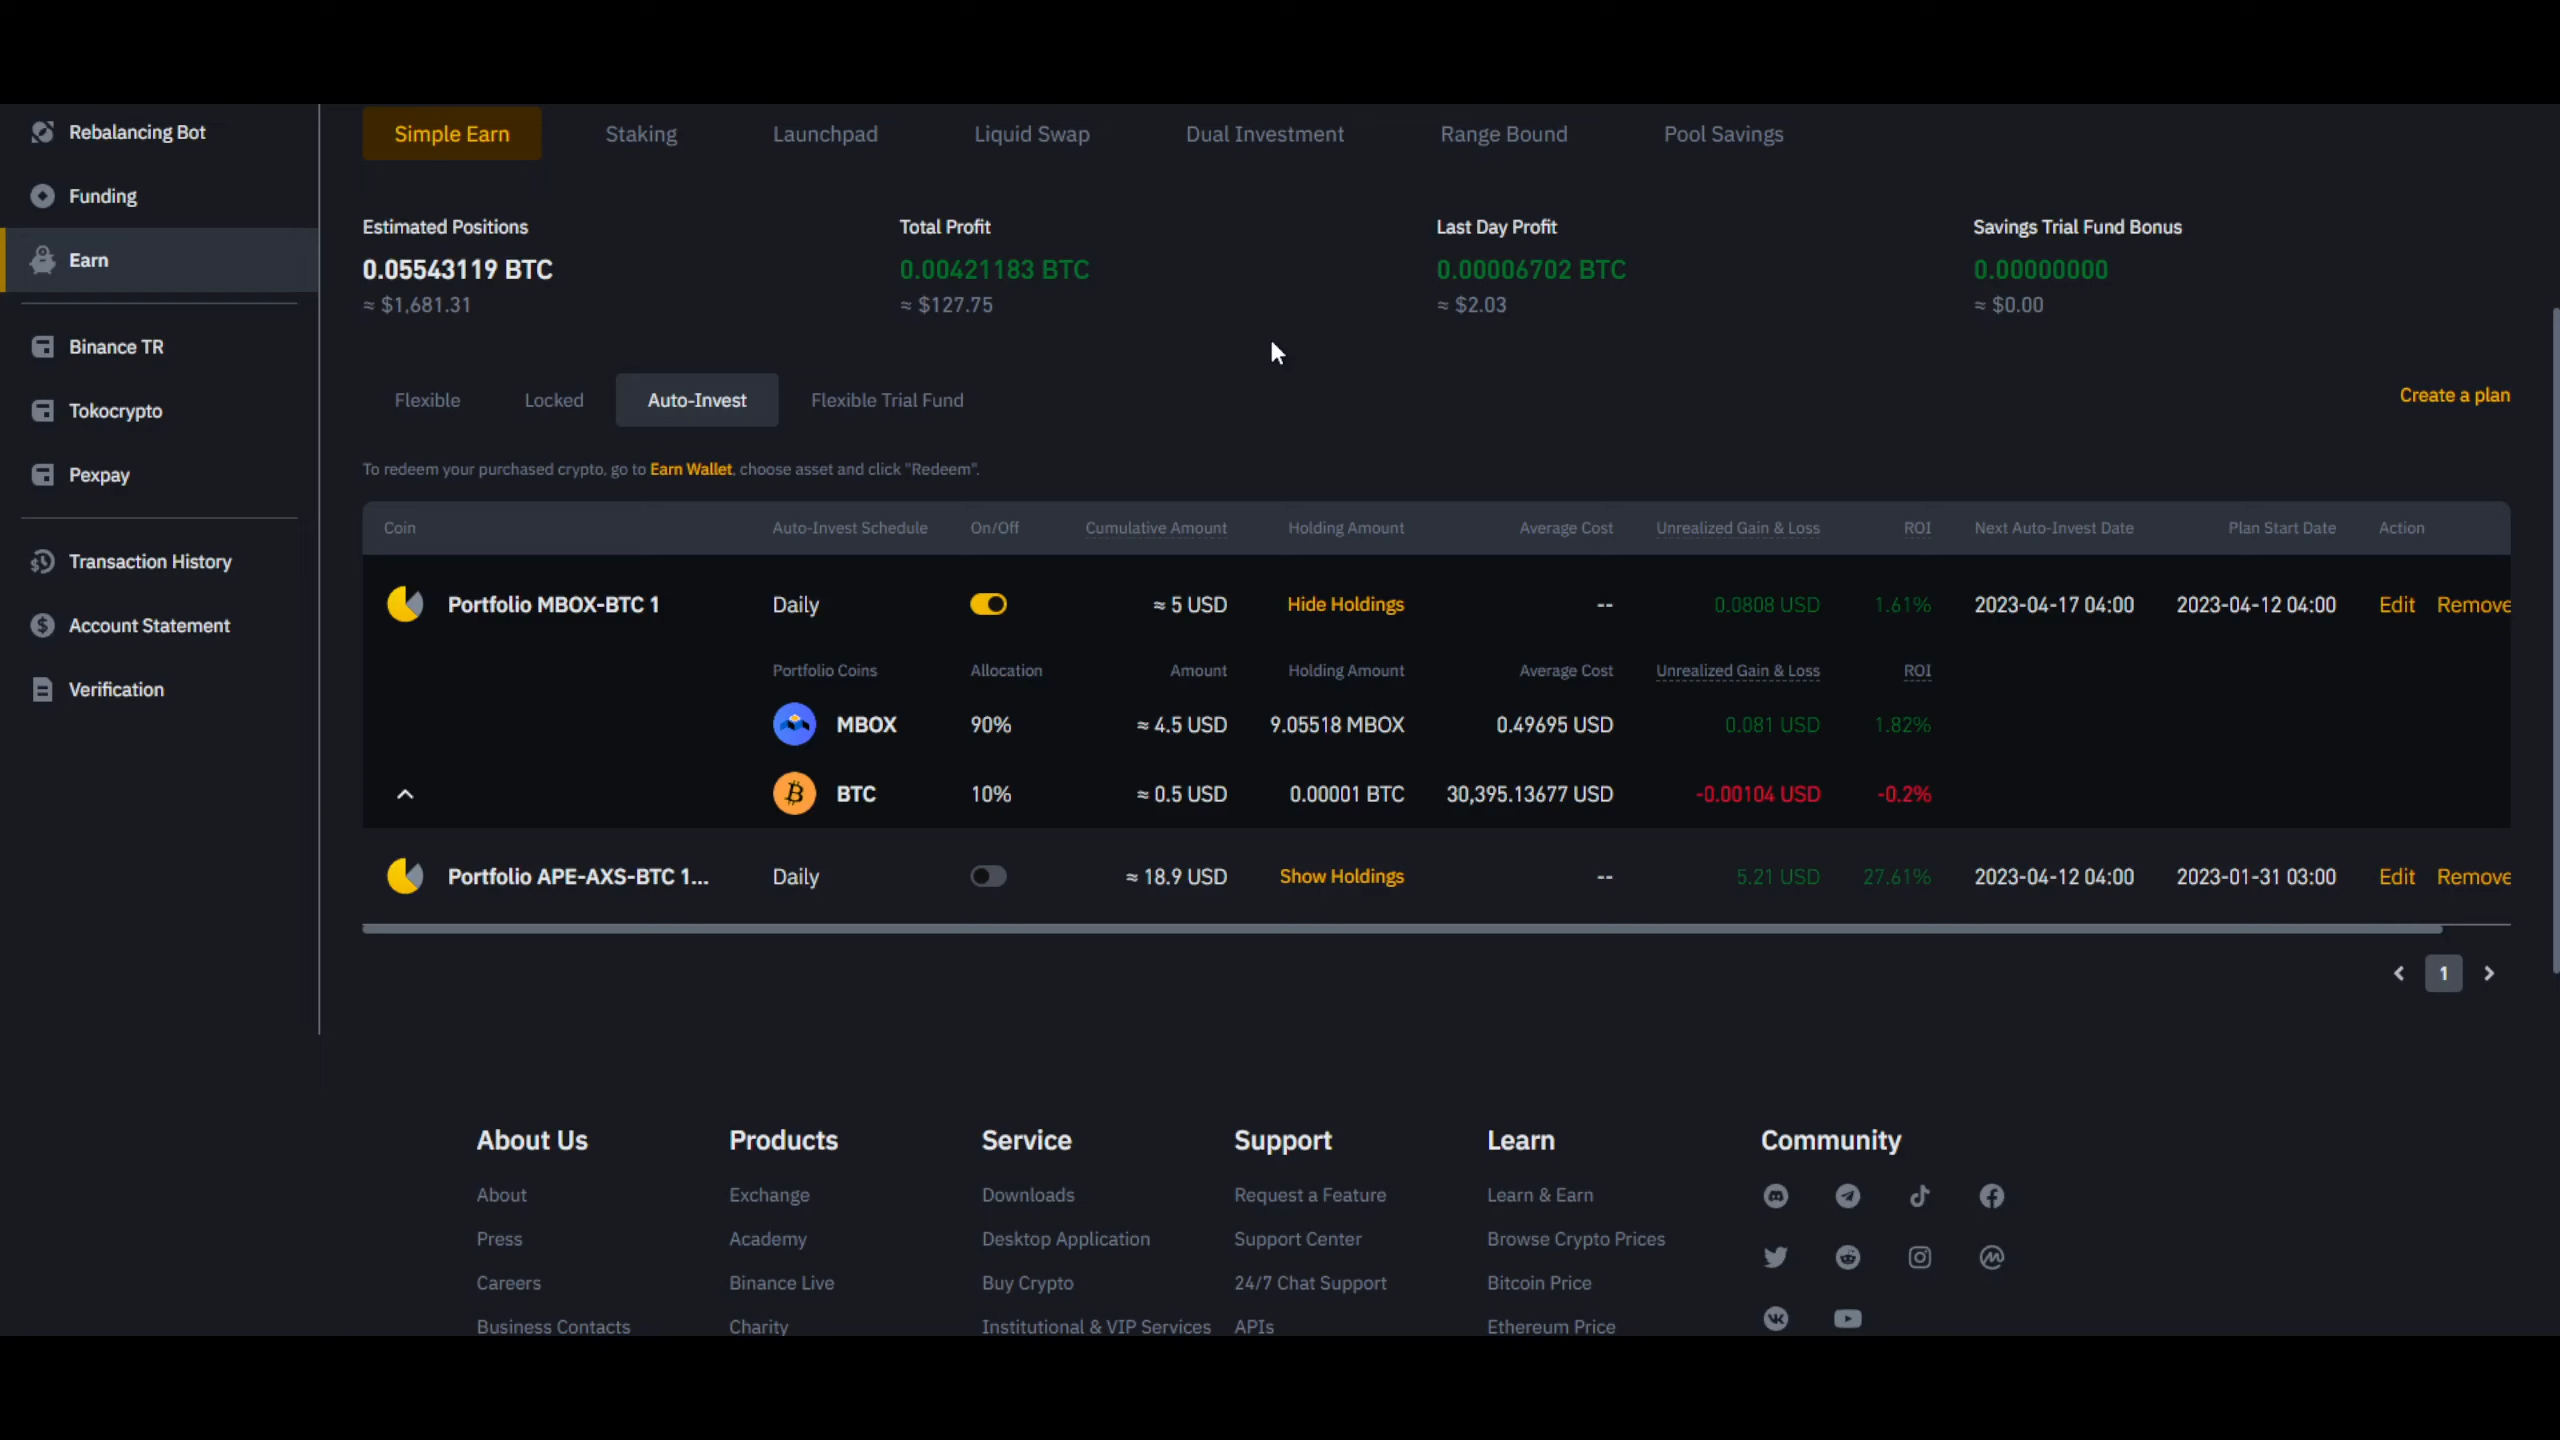 Rebalancing Bot
Funding
Earn
Binance TR
Tokocrypto
Pexpay
Transaction History
Account Statement
Verification
Simple Earn Staking Launchpad Liquid Swap Dual Investment Range Bound Pool Savings
Estimated Positions Total Profit Last Day Profit Savings Trial Fund Bonus
0.05543119 BTC 0.00421183 BTC 0.00006702 BTC 0.00000000
≈ $1,681.31 ≈ $127.75 ≈ $2.03 ≈ $0.00
Flexible Locked Auto-Invest Flexible Trial Fund Create a plan
To redeem your purchased crypto, go to Earn Wallet, choose asset and click "Redeem".
Coin Auto-Invest Schedule On/Off Cumulative Amount Holding Amount Average Cost Unrealized Gain & Loss ROI Next Auto-Invest Date Plan Start Date Action
Portfolio MBOX-BTC 1 Daily ≈ 5 USD Hide Holdings -- 0.0808 USD 1.61% 2023-04-17 04:00 2023-04-12 04:00 Edit Remove
Portfolio Coins Allocation Amount Holding Amount Average Cost Unrealized Gain & Loss ROI
MBOX 90% ≈ 4.5 USD 9.05518 MBOX 0.49695 USD 0.081 USD 1.82%
BTC 10% ≈ 0.5 USD 0.00001 BTC 30,395.13677 USD -0.00104 USD -0.2%
Portfolio APE-AXS-BTC 1... Daily ≈ 18.9 USD Show Holdings -- 5.21 USD 27.61% 2023-04-12 04:00 2023-01-31 03:00 Edit Remove
1
About Us Products Service Support Learn Community
About Exchange Downloads Request a Feature Learn & Earn
Press Academy Desktop Application Support Center Browse Crypto Prices
Careers Binance Live Buy Crypto 24/7 Chat Support Bitcoin Price
Business Contacts Charity Institutional & VIP Services APIs Ethereum Price